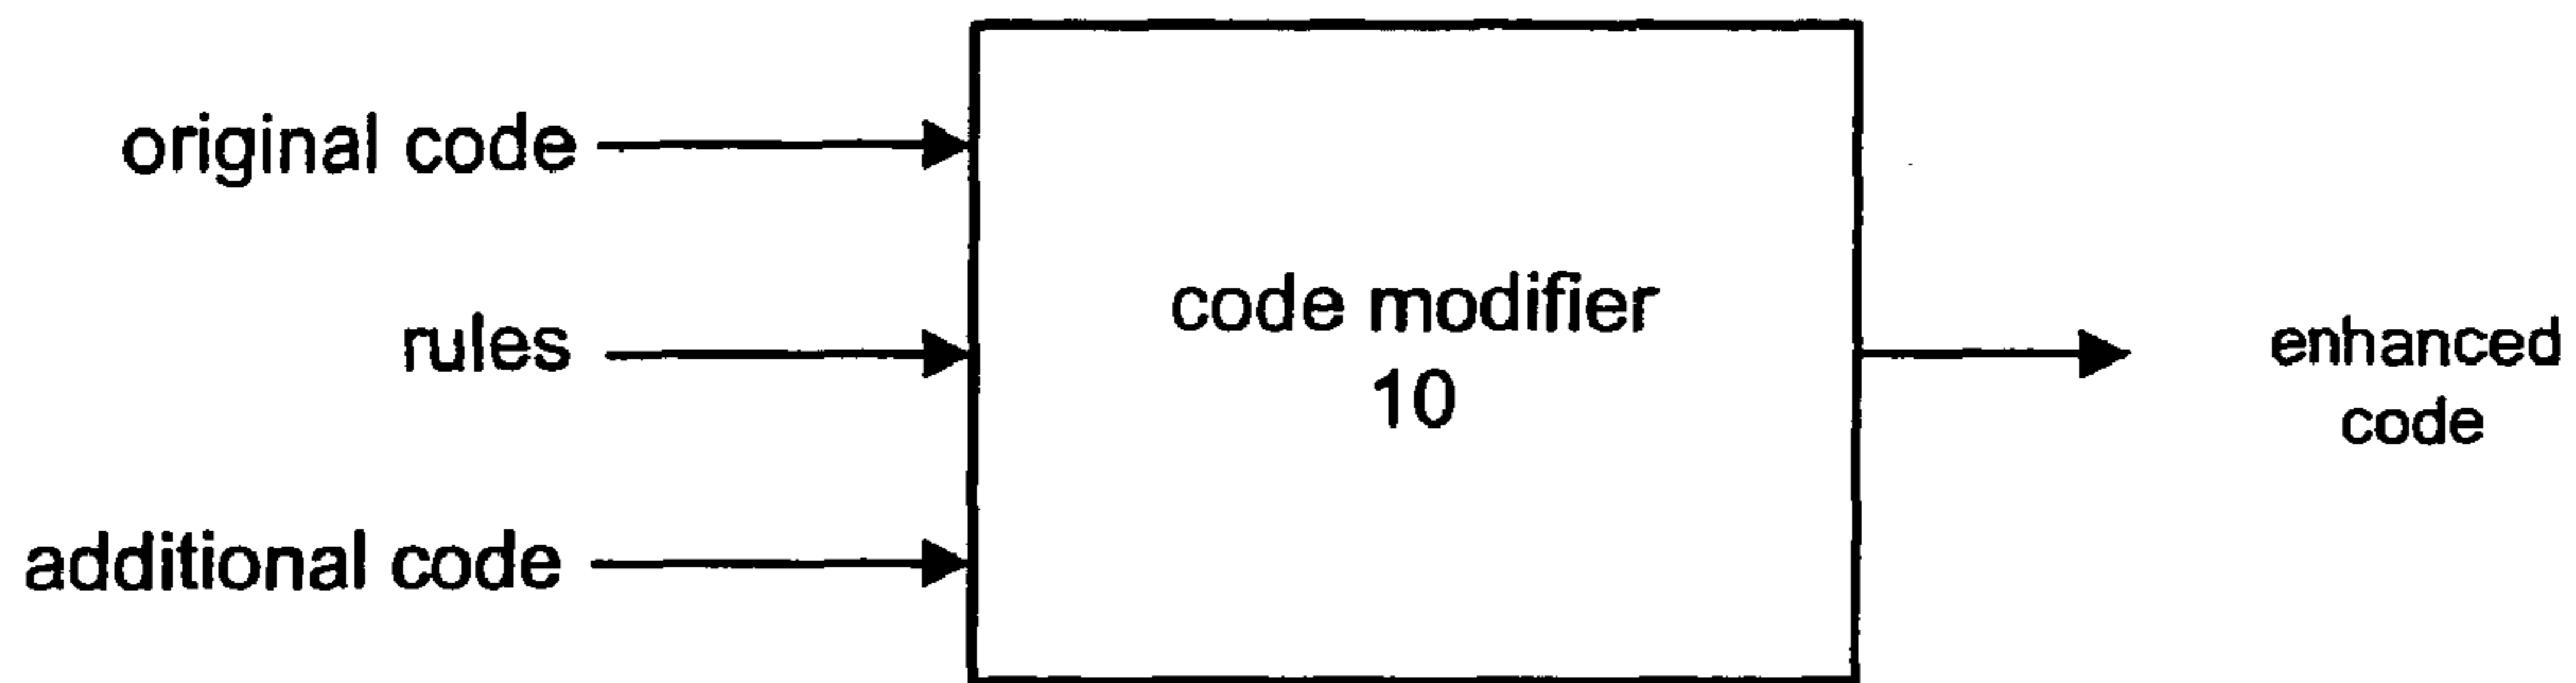 original code
rules
additional code
code modifier
10
enhanced
code